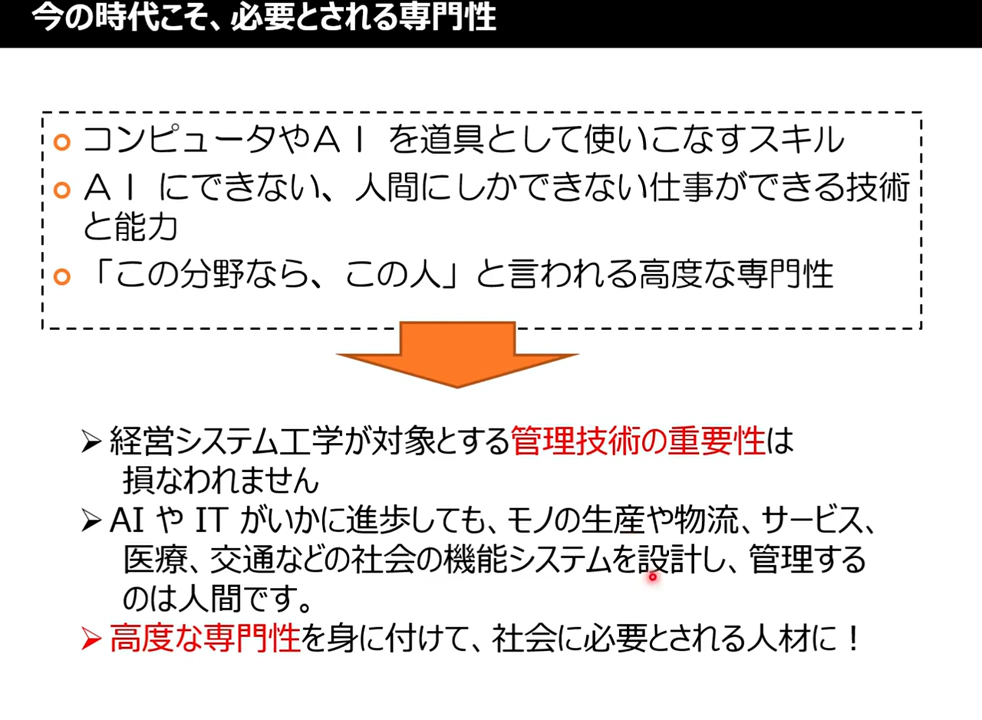 今の時代こそ、必要とされる専門性
コンピュータやAI を道具として使いこなすスキル
AI にできない、人間にしかできない仕事ができる技術
と能力
「この分野なら、この人」と言われる高度な専門性
➢経営システム工学が対象とする管理技術の重要性は
損なわれません
➢AI や IT がいかに進歩しても、モノの生産や物流、サービス、
医療、交通などの社会の機能システムを設計し、管理する
のは人間です。
➢高度な専門性を身に付けて、社会に必要とされる人材に！